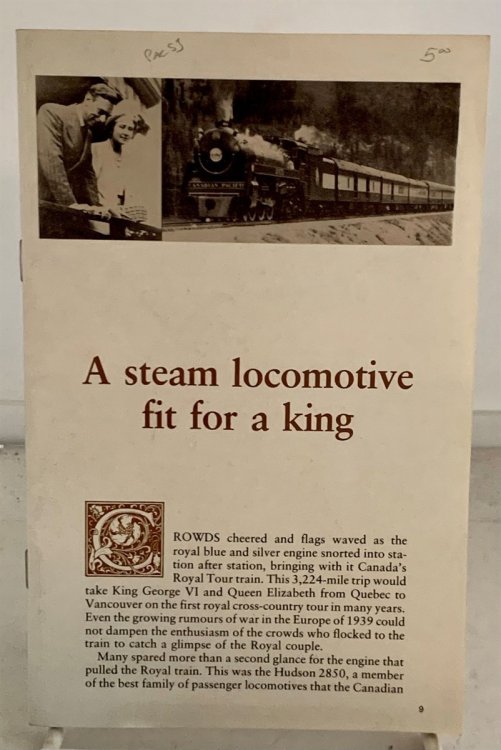 5.00
CANADIAN PACIFIC
A steam locomotive
fit for a king
CROWDS cheered and flags waved as the
royal blue and silver engine snorted into sta-
tion after station, bringing with it Canada's
Royal Tour train. This 3,224-mile trip would
take King George VI and Queen Elizabeth from Quebec to
Vancouver on the first royal cross-country tour in many years.
Even the growing rumours of war in the Europe of 1939 could
not dampen the enthusiasm of the crowds who flocked to the
train to catch a glimpse of the Royal couple.
Many spared more than a second glance for the engine that
pulled the Royal train. This was the Hudson 2850, a member
of the best family of passenger locomotives that the Canadian
9